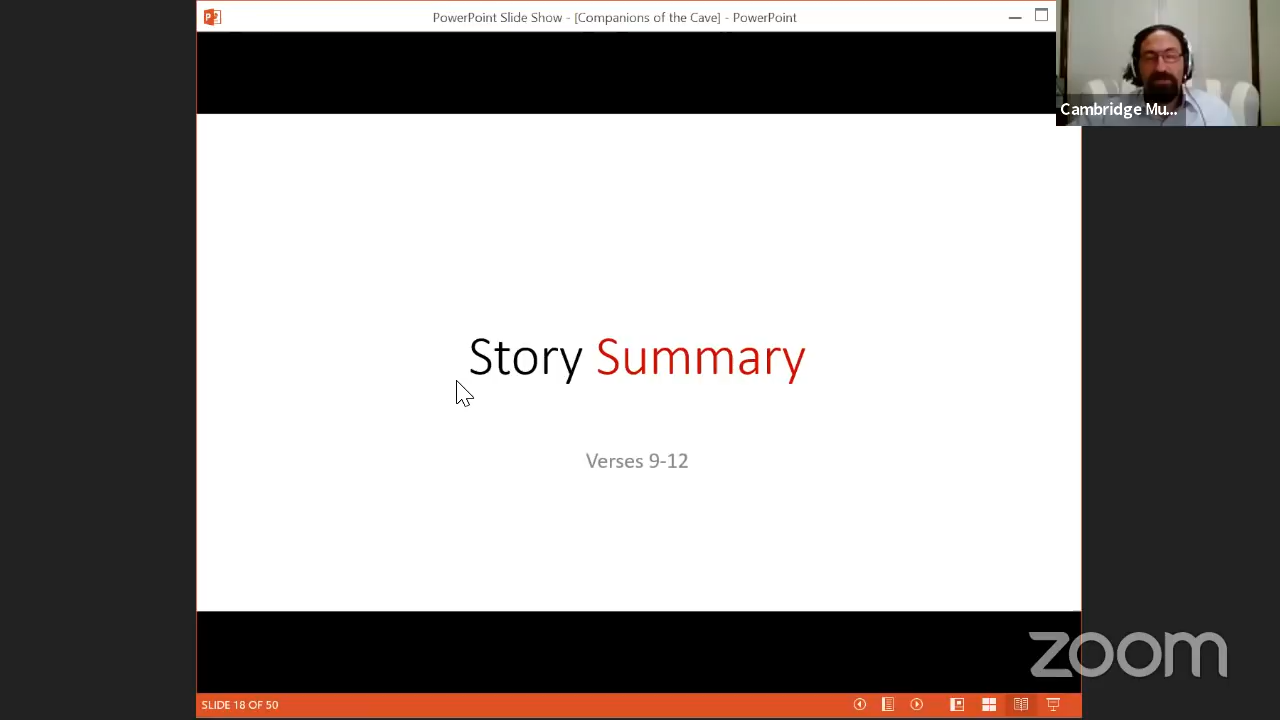 PowerPoint Slide Show - [Companions of the Cave] - PowerPoint
Cambridge Mu...
Story Summary
Verses 9-12
zoom
SLIDE 18 OF 50